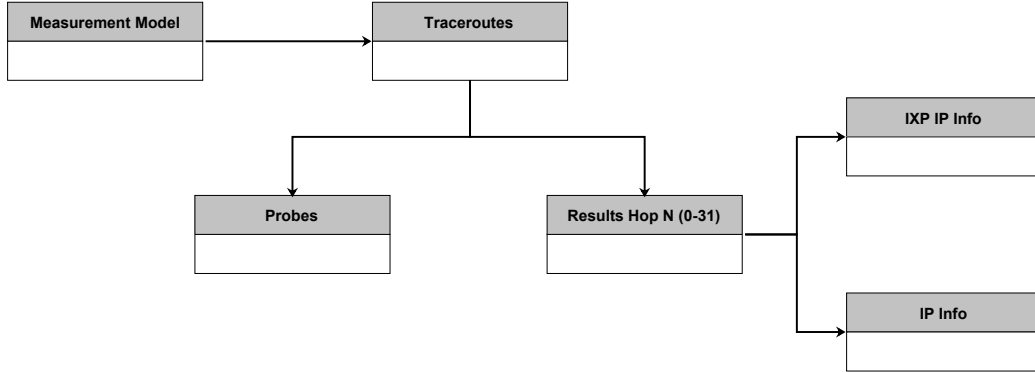 Measurement Model
Traceroutes
IXP IP Info
Probes
Results Hop N (0-31)
IP Info